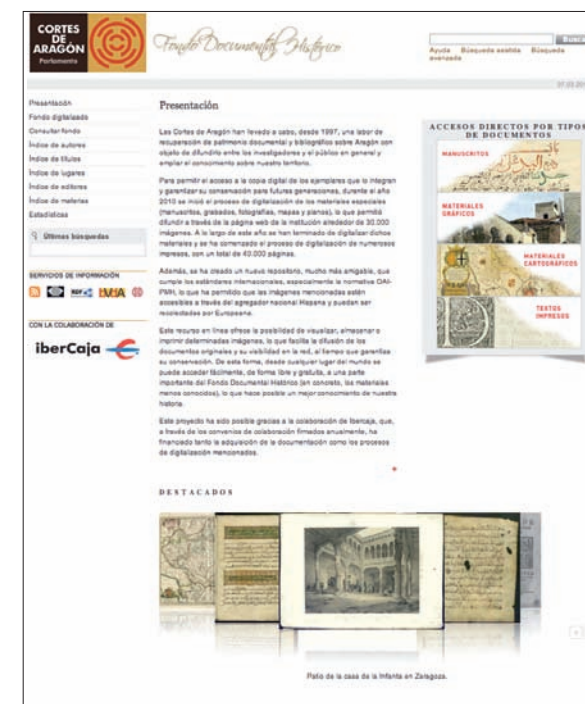 CORTES
DE
ARAGÓN
Parlamento
Fondo Documental Histórico
Buscar
Ayuda Búsqueda asistida Búsqueda
avanzada
Presentación
Fondo digitalizado
Consultar fondo
Índice de autores
Índice de títulos
Índice de lugares
Índice de editores
Índice de materias
Estadísticas
Últimas búsquedas
SERVICIOS DE INFORMACIÓN
CON LA COLABORACIÓN DE
iberCaja
Presentación
Las Cortes de Aragón han llevado a cabo, desde 1997, una labor de
recuperación de patrimonio documental y bibliográfico sobre Aragón con
objeto de difundirlo entre los investigadores y el público en general y
ampliar el conocimiento sobre nuestro territorio.
Para permitir el acceso a la copia digital de los ejemplares que lo integran
y garantizar su conservación para futuras generaciones, durante el año
2010 se inició el proceso de digitalización de los materiales especiales
(manuscritos, grabados, fotografías, mapas y planos), lo que permitió
difundir a través de la página web de la institución alrededor de 30.000
imágenes. A lo largo de este año se han terminado de digitalizar dichos
materiales y se ha comenzado el proceso de digitalización de numerosos
impresos, con un total de 40.000 páginas.
Además, se ha creado un nuevo repositorio, mucho más amigable, que
cumple los estándares internacionales, especialmente la normativa OAI-
PMH, lo que ha permitido que las imágenes mencionadas estén
accesibles a través del agregador nacional Hispana y puedan ser
recolectadas por Europeana.
Este recurso en línea ofrece la posibilidad de visualizar, almacenar o
imprimir determinadas imágenes, lo que facilita la difusión de los
documentos originales y su visibilidad en la red, al tiempo que garantiza
su conservación. De esta forma, desde cualquier lugar del mundo se
puede acceder fácilmente, de forma libre y gratuita, a una parte
importante del Fondo Documental Histórico (en concreto, los materiales
menos conocidos), lo que hace posible un mejor conocimiento de nuestra
historia.
Este proyecto ha sido posible gracias a la colaboración de Ibercaja, que,
a través de los convenios de colaboración firmados anualmente, ha
financiado tanto la adquisición de la documentación como los procesos
de digitalización mencionados.
ACCESOS DIRECTOS POR TIPOS
DE DOCUMENTOS
MANUSCRITOS
MATERIALES
GRÁFICOS
MATERIALES
CARTOGRÁFICOS
TEXTOS
IMPRESOS
DESTACADOS
Patio de la casa de la Infanta en Zaragoza.